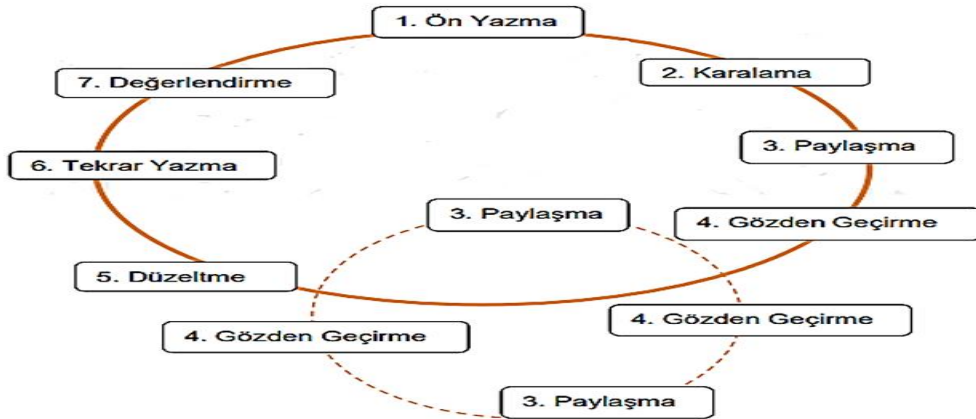 1. Ön Yazma
2. Karalama
3. Paylaşma
4. Gözden Geçirme
5. Düzeltme
6. Tekrar Yazma
7. Değerlendirme
3. Paylaşma
4. Gözden Geçirme
3. Paylaşma
4. Gözden Geçirme